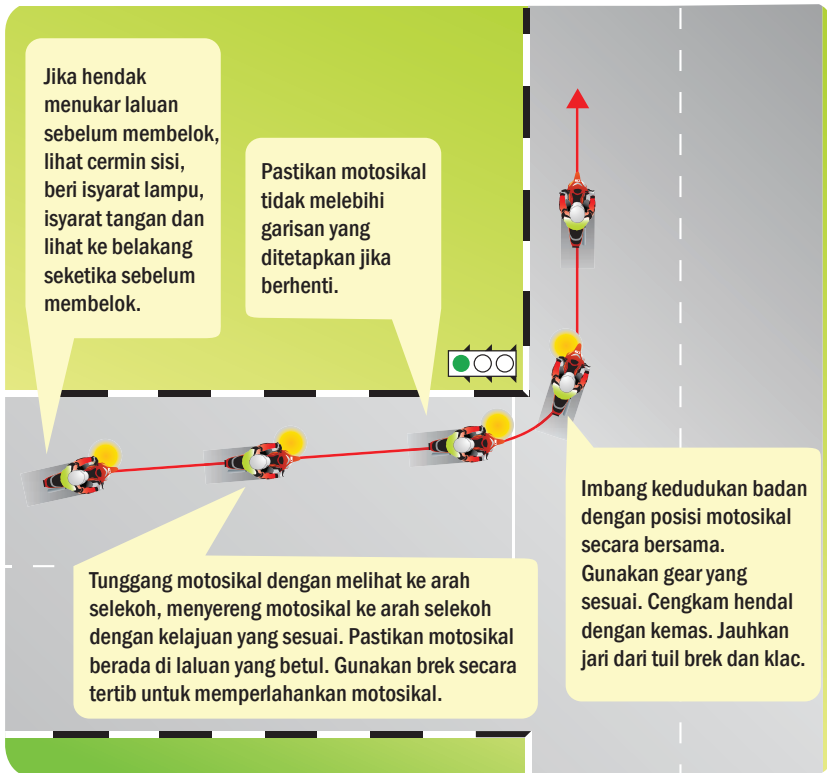 Jika hendak
menukar laluan
sebelum membelok,
lihat cermin sisi,
beri isyarat lampu,
isyarat tangan dan
lihat ke belakang
seketika sebelum
membelok.
Pastikan motosikal
tidak melebihi
garisan yang
ditetapkan jika
berhenti.
Tunggang motosikal dengan melihat ke arah
selekoh, menyereng motosikal ke arah selekoh
dengan kelajuan yang sesuai. Pastikan motosikal
berada di laluan yang betul. Gunakan brek secara
tertib untuk memperlahankan motosikal.
Imbang kedudukan badan
dengan posisi motosikal
secara bersama.
Gunakan gear yang
sesuai. Cengkam hendal
dengan kemas. Jauhkan
jari dari tuil brek dan klac.